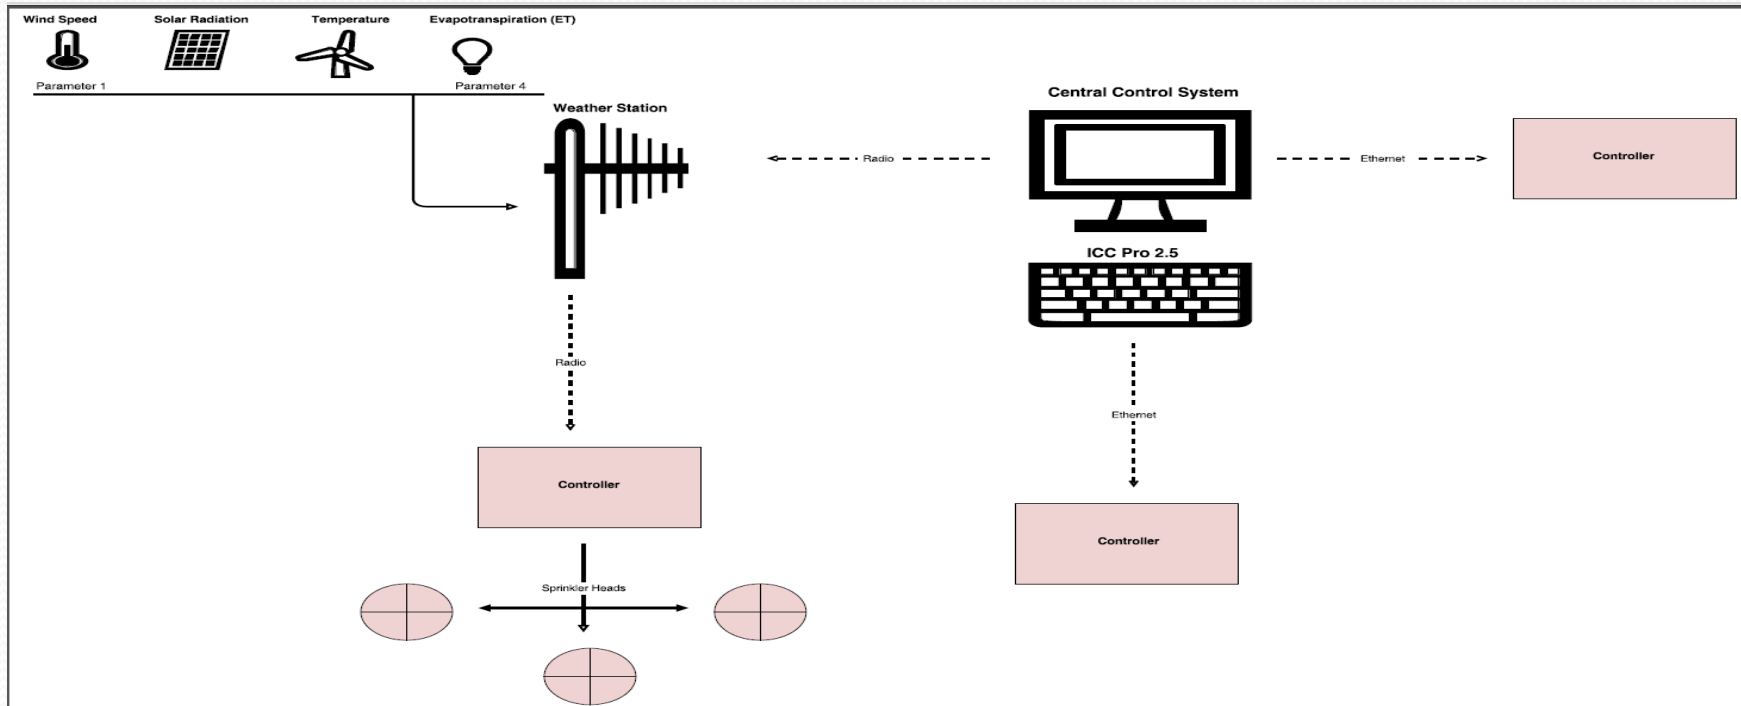 Wind Speed
Solar Radiation
Temperature
Evapotranspiration (ET)
Parameter 1
Parameter 4
Weather Station
Central Control System
Radio
Ethernet
Controller
ICC Pro 2.5
Radio
Ethernet
Controller
Controller
Sprinkler Heads